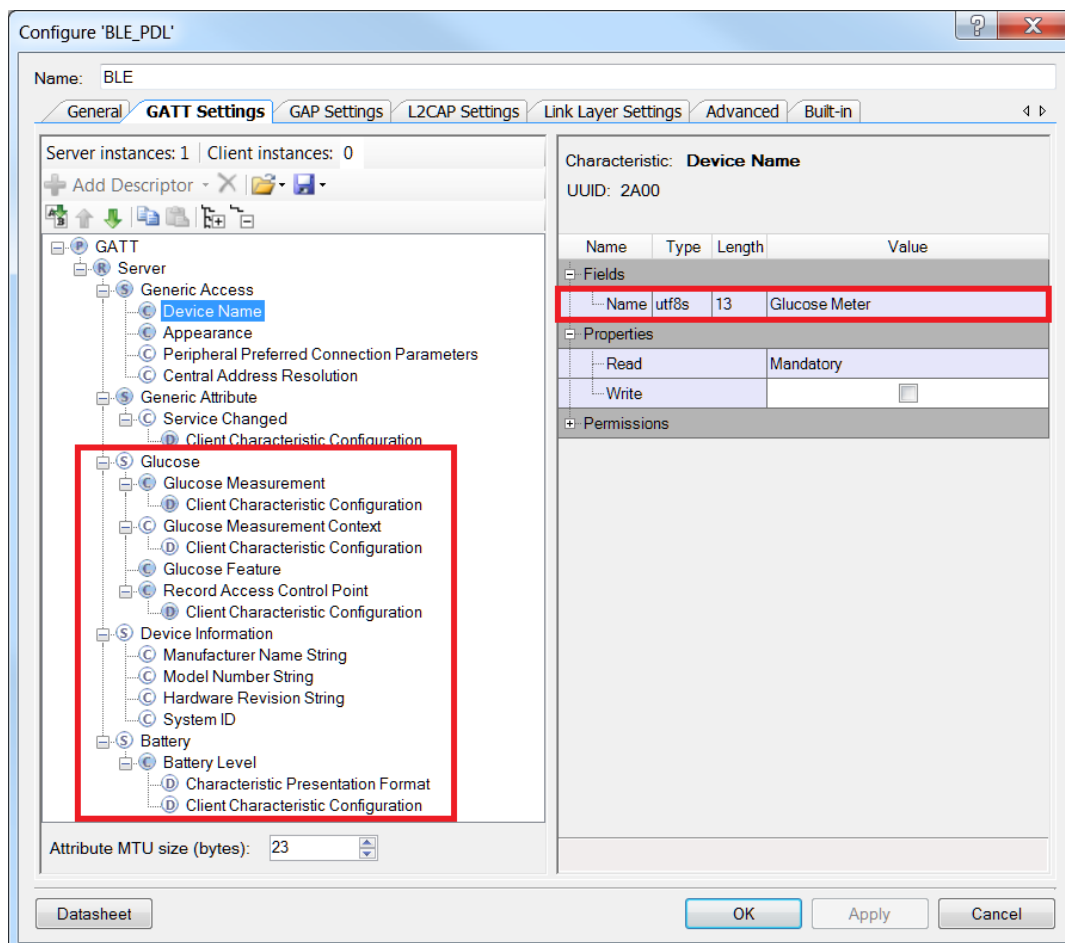 Configure 'BLE_PDL'
Name: BLE
General GATT Settings GAP Settings L2CAP Settings Link Layer Settings Advanced Built-in
Server instances: 1 Client instances: 0
Add Descriptor
GATT
Server
Generic Access
Device Name
Appearance
Peripheral Preferred Connection Parameters
Central Address Resolution
Generic Attribute
Service Changed
Client Characteristic Configuration
Glucose
Glucose Measurement
Client Characteristic Configuration
Glucose Measurement Context
Client Characteristic Configuration
Glucose Feature
Record Access Control Point
Client Characteristic Configuration
Device Information
Manufacturer Name String
Model Number String
Hardware Revision String
System ID
Battery
Battery Level
Characteristic Presentation Format
Client Characteristic Configuration
Attribute MTU size (bytes): 23
Characteristic: Device Name
UUID: 2A00
Name Type Length Value
Fields
Name utf8s 13 Glucose Meter
Properties
Read Mandatory
Write
Permissions
Datasheet OK Apply Cancel